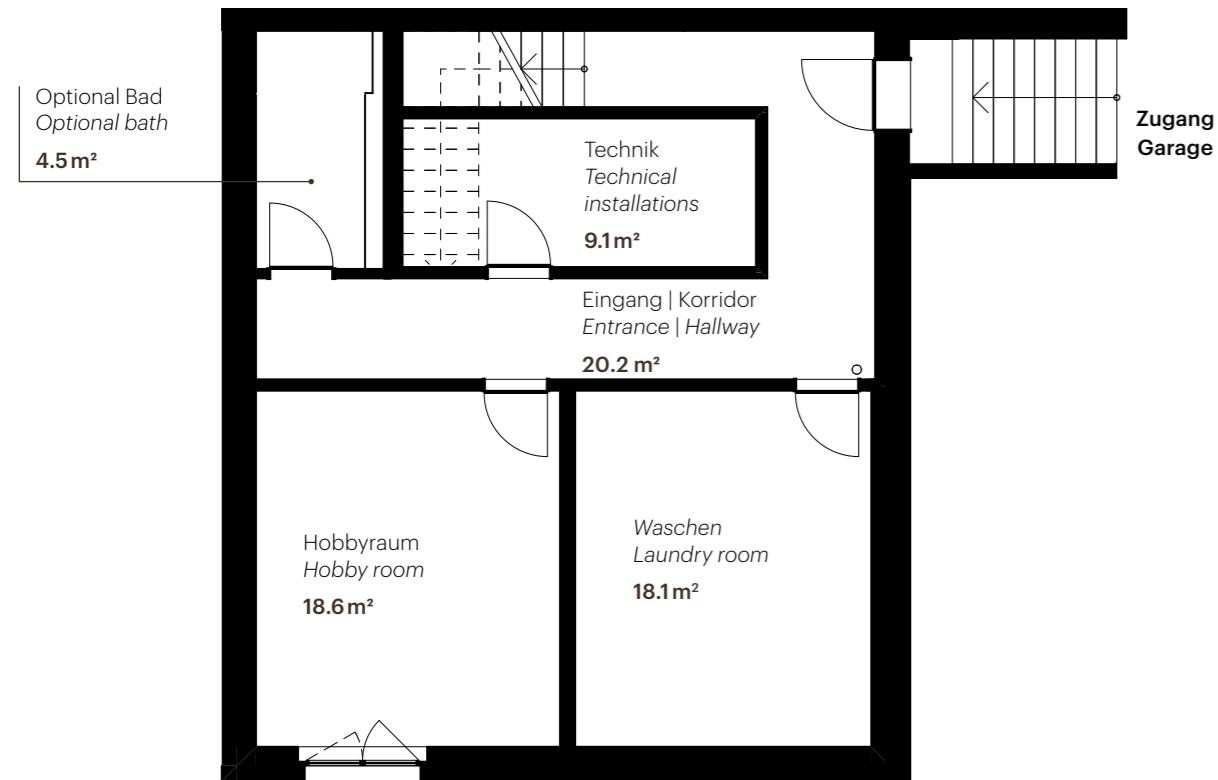 Optional Bad
Optional bath
4.5 m²
Technik
Technical
installations
9.1 m²
Zugang
Garage
Eingang | Korridor
Entrance | Hallway
20.2 m²
Hobbyraum
Hobby room
18.6 m²
Waschen
Laundry room
18.1 m²